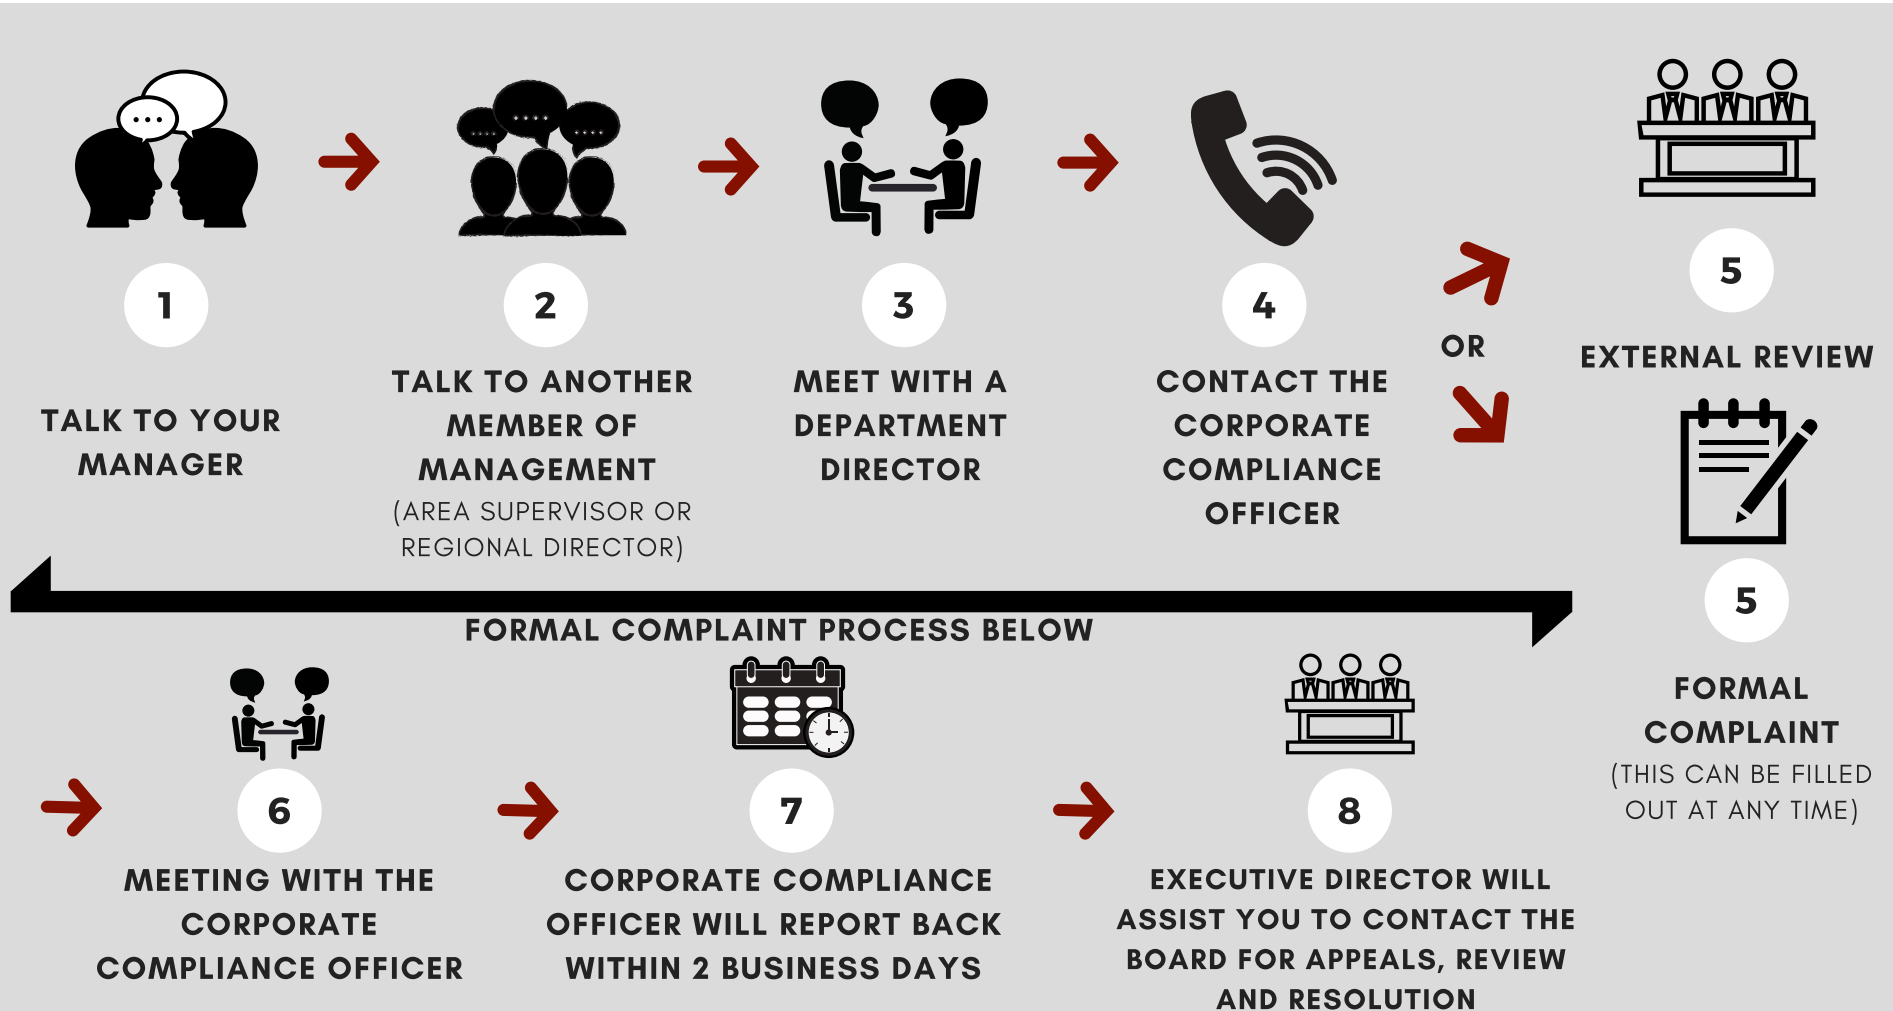 1
TALK TO YOUR
MANAGER
2
TALK TO ANOTHER
MEMBER OF
MANAGEMENT
(AREA SUPERVISOR OR
REGIONAL DIRECTOR)
3
MEET WITH A
DEPARTMENT
DIRECTOR
4
CONTACT THE
CORPORATE
COMPLIANCE
OFFICER
OR
5
EXTERNAL REVIEW
5
FORMAL
COMPLAINT
(THIS CAN BE FILLED
OUT AT ANY TIME)
FORMAL COMPLAINT PROCESS BELOW
6
MEETING WITH THE
CORPORATE
COMPLIANCE OFFICER
7
CORPORATE COMPLIANCE
OFFICER WILL REPORT BACK
WITHIN 2 BUSINESS DAYS
8
EXECUTIVE DIRECTOR WILL
ASSIST YOU TO CONTACT THE
BOARD FOR APPEALS, REVIEW
AND RESOLUTION